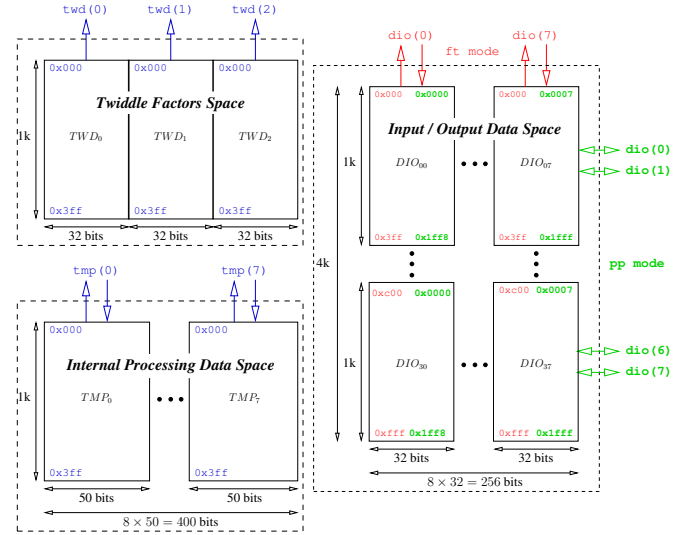 twd(0) twd(1) twd(2)
0x000 0x000 0x000
Twiddle Factors Space
1k
TWD₀ TWD₁ TWD₂
0x3ff 0x3ff 0x3ff
32 bits 32 bits 32 bits
tmp(0) tmp(7)
0x000 0x000
Internal Processing Data Space
1k
TMP₀ TMP₇
0x3ff 0x3ff
50 bits 50 bits
8 × 50 = 400 bits
dio(0) dio(7)
ft mode
0x000 0x0000 0x000 0x0007
Input / Output Data Space
dio(0)
1k
DIO₀₀ DIO₀₇
dio(1)
0x3ff 0x1ff8 0x3ff 0x1fff
4k
pp mode
0xc00 0x0000 0xc00 0x0007
dio(6)
1k
DIO₃₀ DIO₃₇
dio(7)
0xfff 0x1ff8 0xfff 0x1fff
32 bits 32 bits
8 × 32 = 256 bits